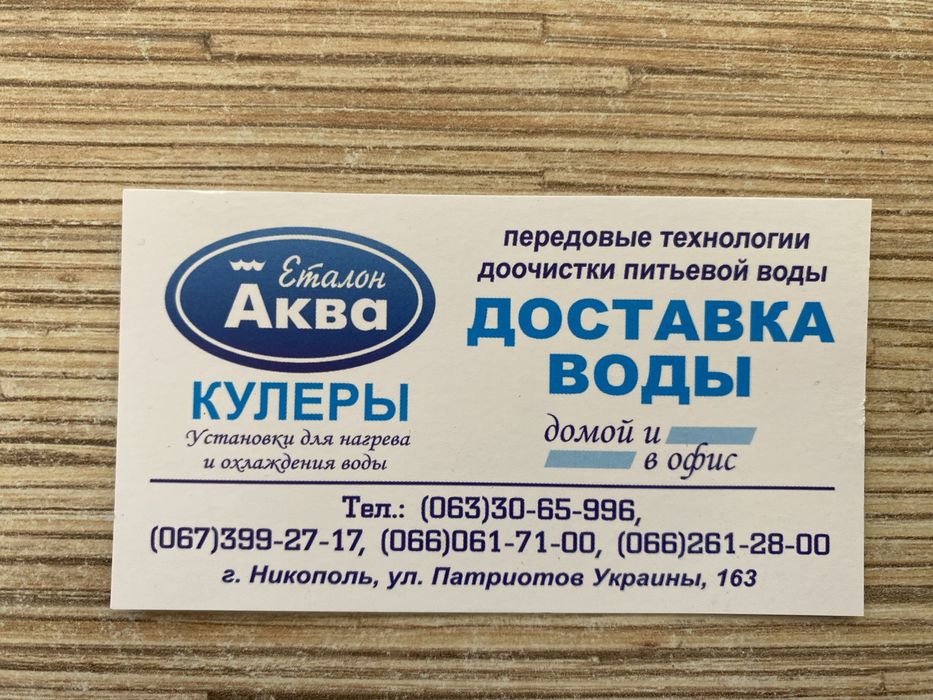 Еталон
Аква
КУЛЕРЫ
Установки для нагрева
и охлаждения воды
передовые технологии
доочистки питьевой воды
ДОСТАВКА
ВОДЫ
домой и
в офис
Тел.: (063)30-65-996,
(067)399-27-17, (066)061-71-00, (066)261-28-00
г. Никополь, ул. Патриотов Украины, 163